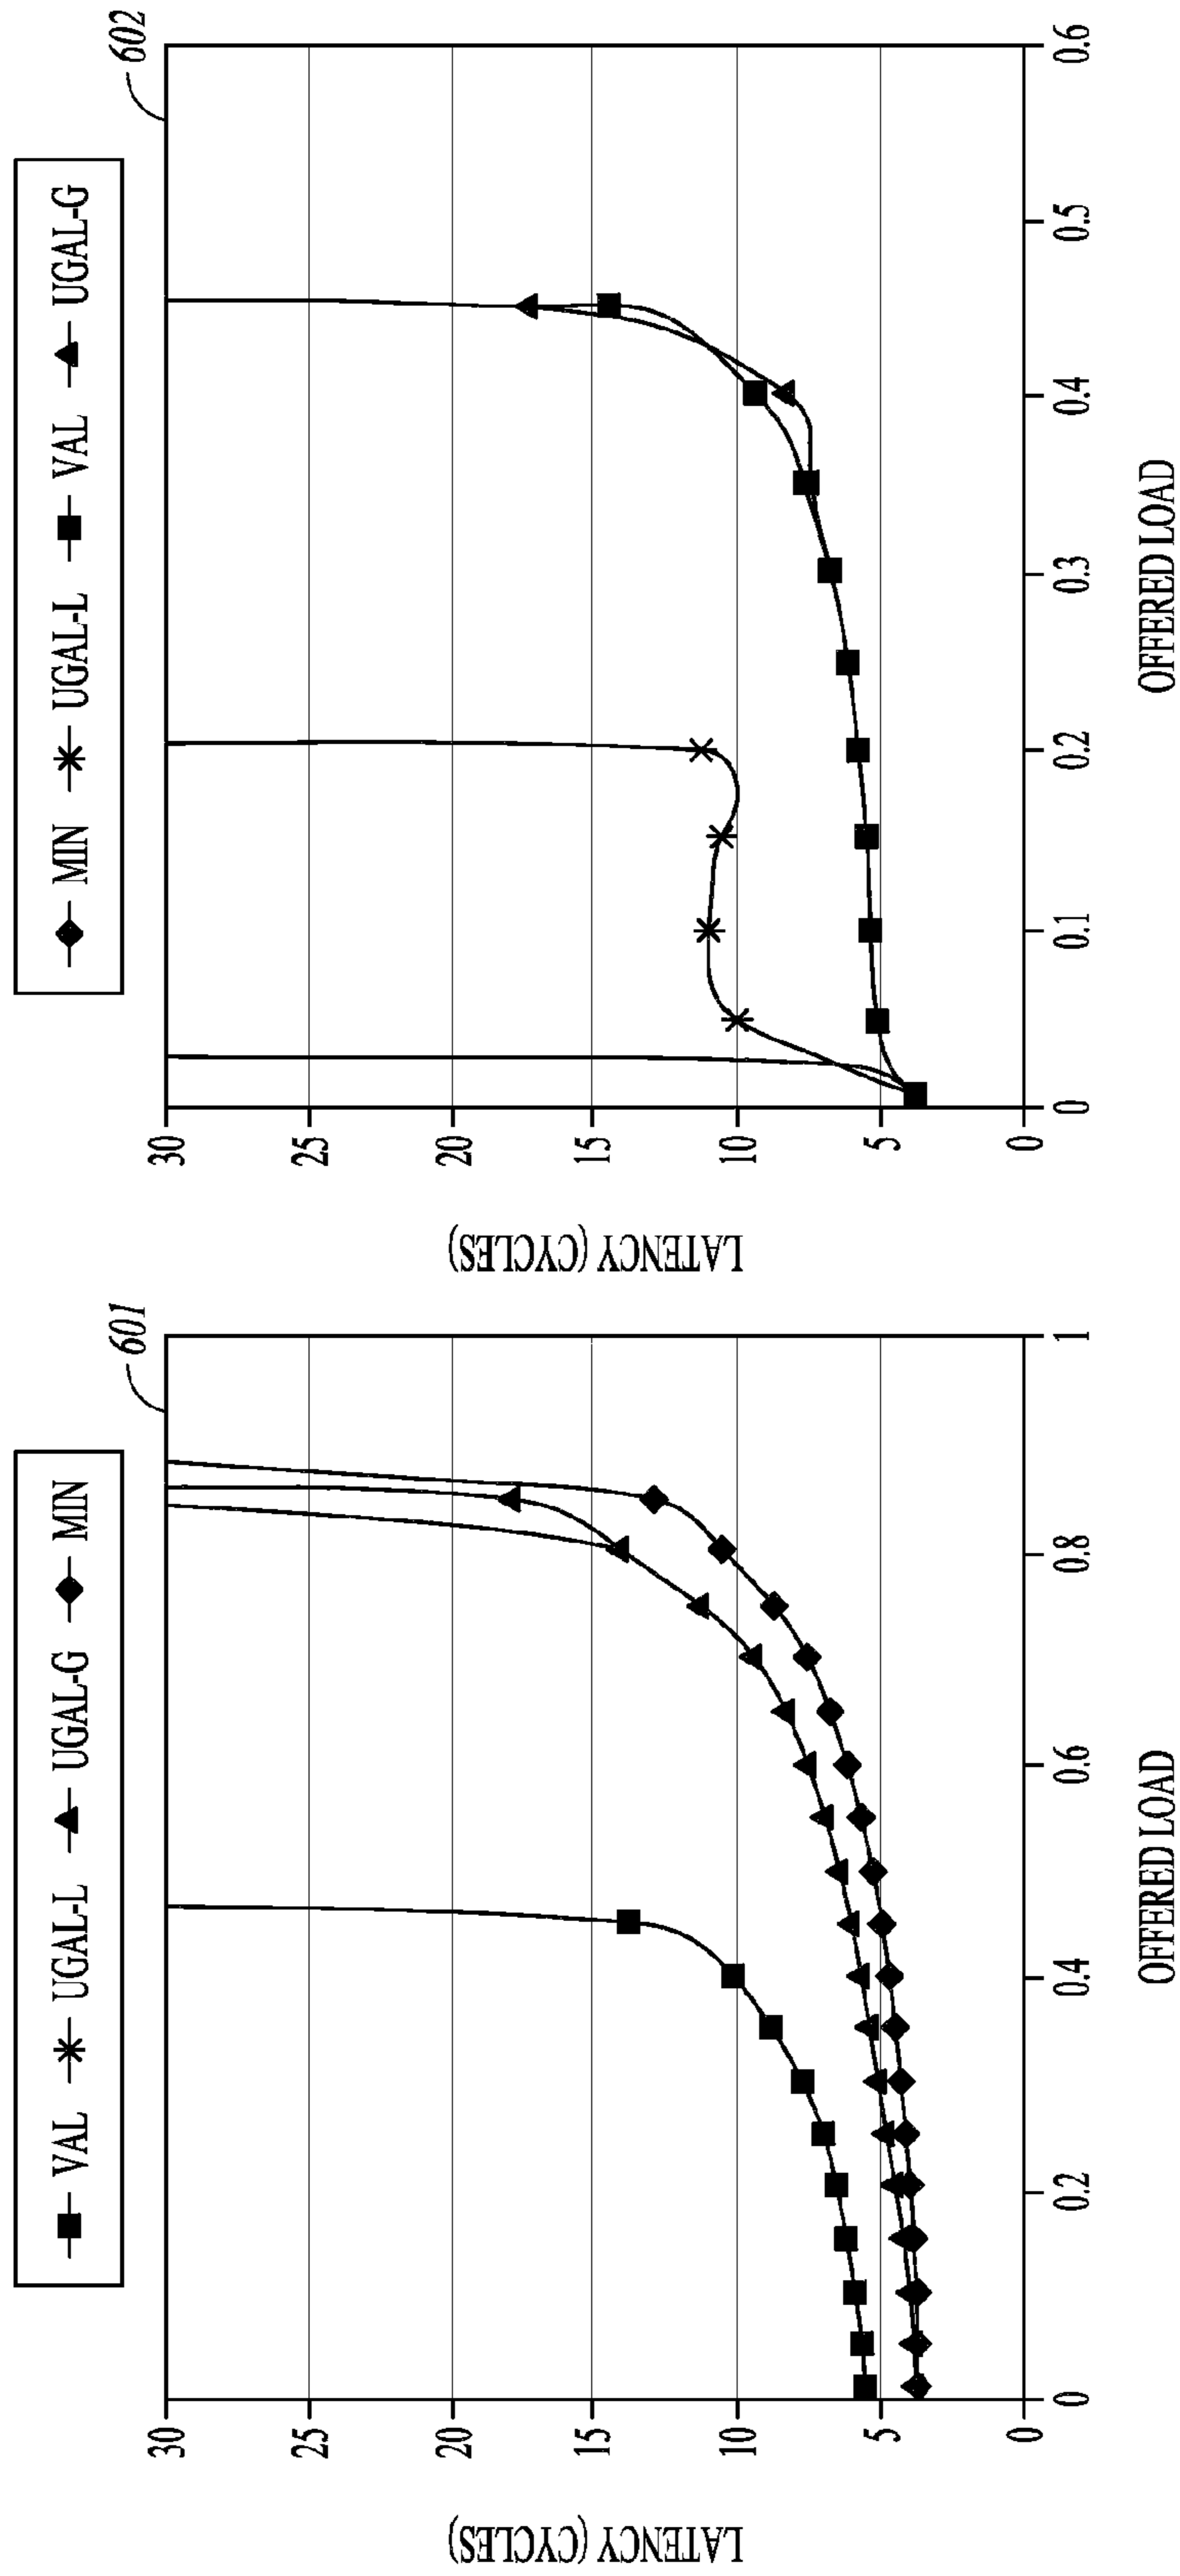 VAL UGAL-L UGAL-G MIN
601
30
25
20
15
10
5
0
LATENCY (CYCLES)
0 0.2 0.4 0.6 0.8 1
OFFERED LOAD
MIN UGAL-L VAL UGAL-G
602
30
25
20
15
10
5
0
LATENCY (CYCLES)
0 0.1 0.2 0.3 0.4 0.5 0.6
OFFERED LOAD